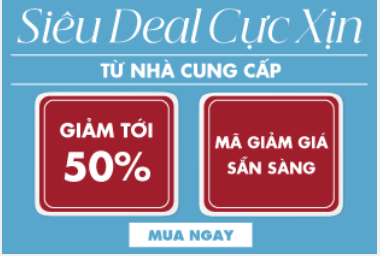 Siêu Deal Cực Xịn
TỪ NHÀ CUNG CẤP
GIẢM TỚI
50%
MÃ GIẢM GIÁ
SẴN SÀNG
MUA NGAY